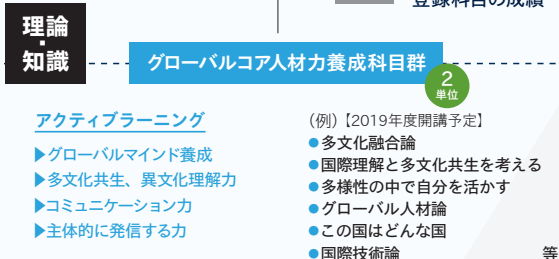 登録科目の成績
理論
・
知識
グローバルコア人材力養成科目群
2
単位
アクティブラーニング
▶グローバルマインド養成
▶多文化共生、異文化理解力
▶コミュニケーション力
▶主体的に発信する力
(例)【2019年度開講予定】
●多文化融合論
●国際理解と多文化共生を考える
●多様性の中で自分を活かす
●グローバル人材論
●この国はどんな国
●国際技術論 等